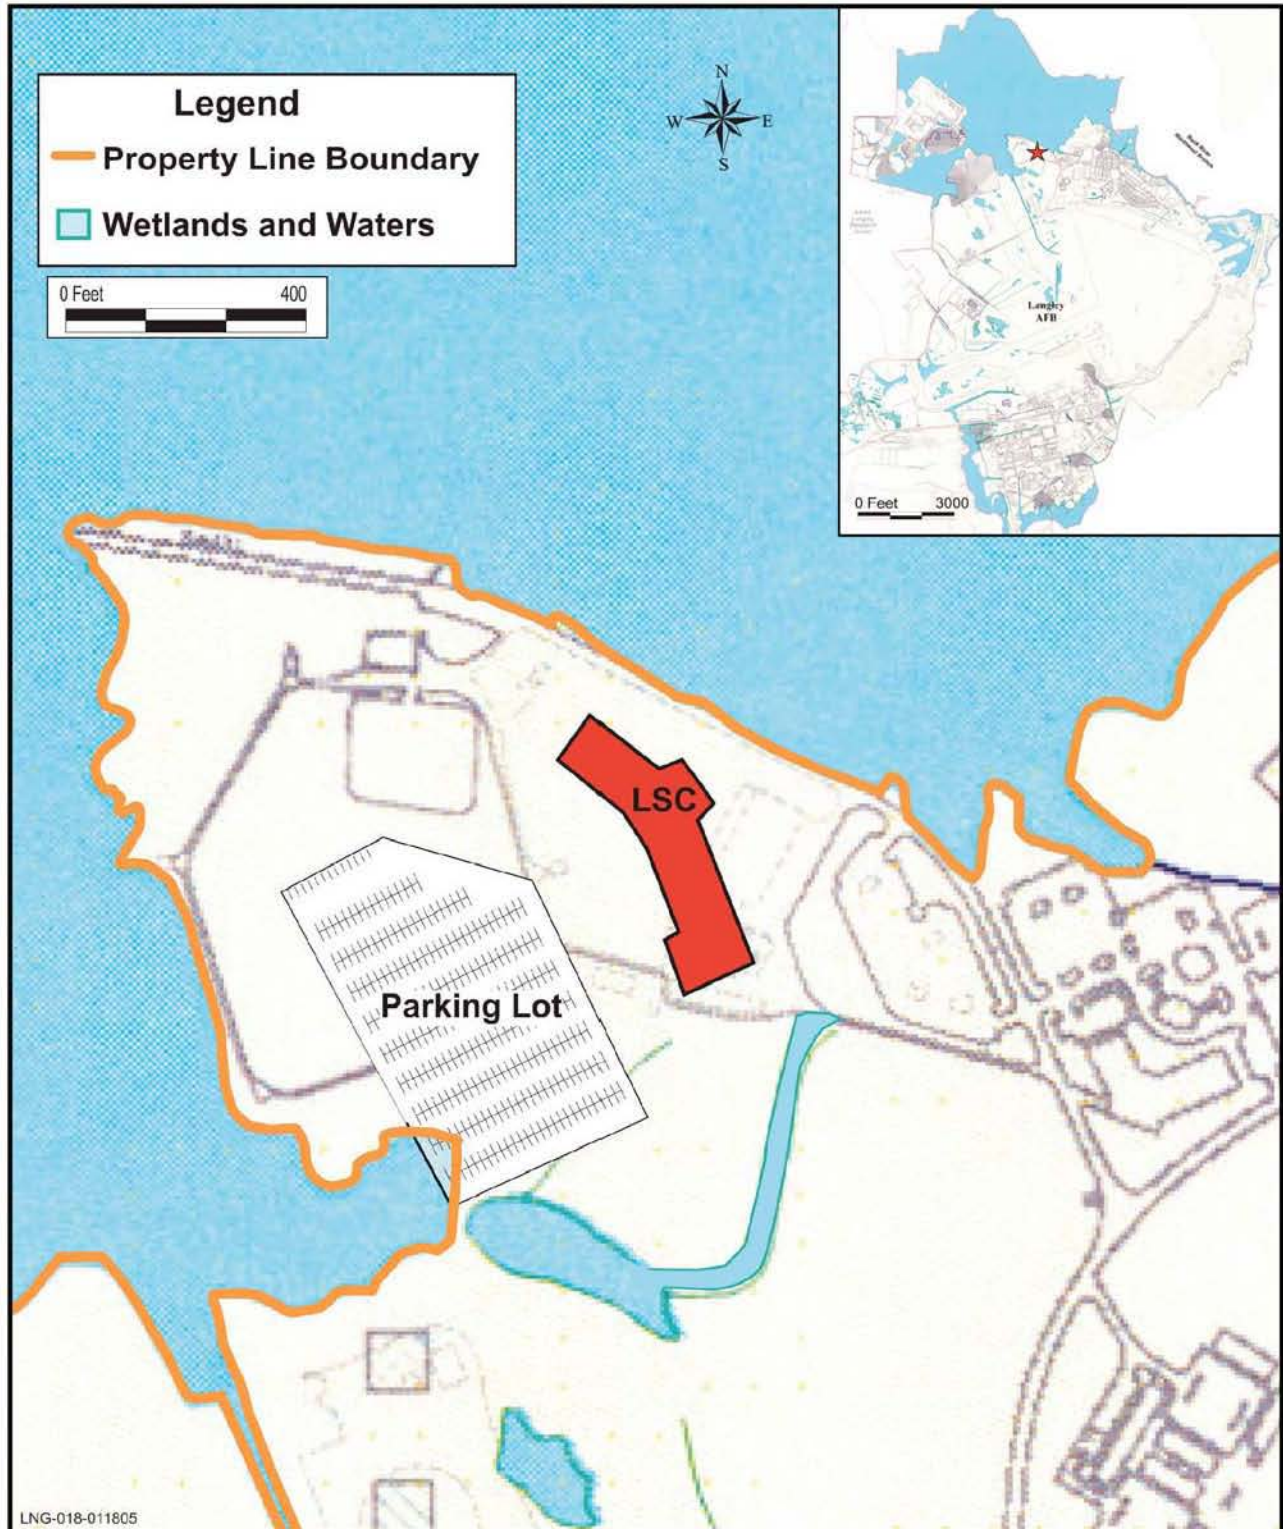 Legend
Property Line Boundary
Wetlands and Waters
0 Feet 400
N
W E
S
Langley
AFB
0 Feet 3000
LSC
Parking Lot
LNG-018-011805